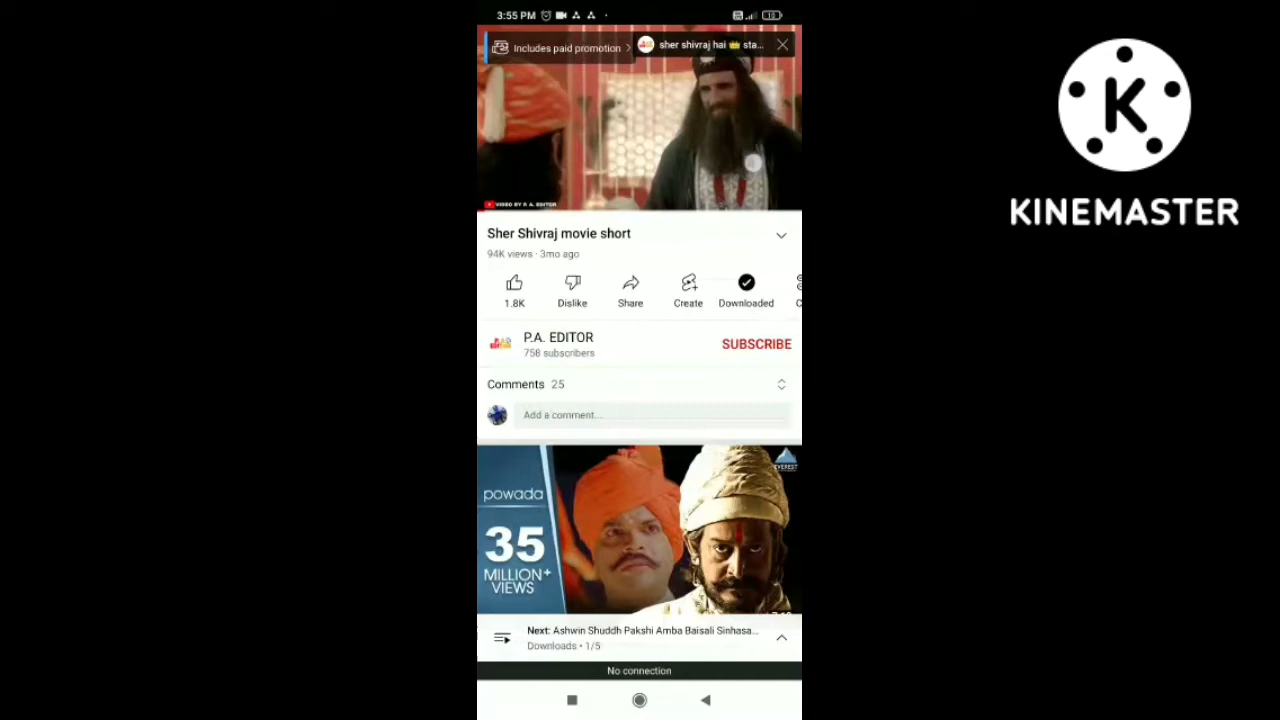 3:55 PM
16
Includes paid promotion
sher shivraj hai 👑 sta...
VIDEO BY P. A. EDITOR
Sher Shivraj movie short
94K views · 3mo ago
1.8K
Dislike
Share
Create
Downloaded
P.A. EDITOR
758 subscribers
SUBSCRIBE
Comments 25
Add a comment...
EVEREST
powada
35
MILLION+
VIEWS
Next: Ashwin Shuddh Pakshi Amba Baisali Sinhasa...
Downloads • 1/5
No connection
K
KINEMASTER